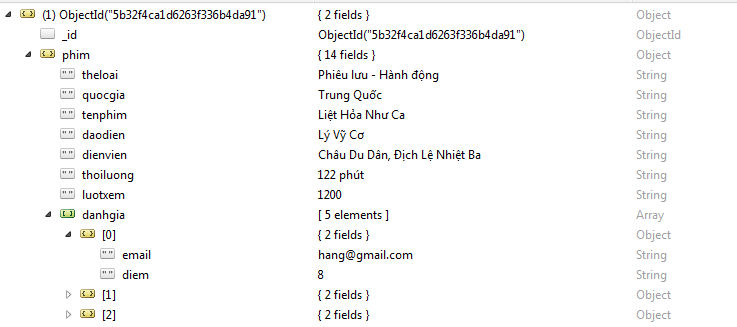 (1) ObjectId("5b32f4ca1d6263f336b4da91") { 2 fields } Object
_id ObjectId("5b32f4ca1d6263f336b4da91") ObjectId
phim { 14 fields } Object
theloai Phiêu lưu - Hành động String
quocgia Trung Quốc String
tenphim Liệt Hỏa Như Ca String
daodien Lý Vỹ Cơ String
dienvien Châu Du Dân, Địch Lệ Nhiệt Ba String
thoiluong 122 phút String
luotxem 1200 String
danhgia [ 5 elements ] Array
[0] { 2 fields } Object
email hang@gmail.com String
diem 8 String
[1] { 2 fields } Object
[2] { 2 fields } Object